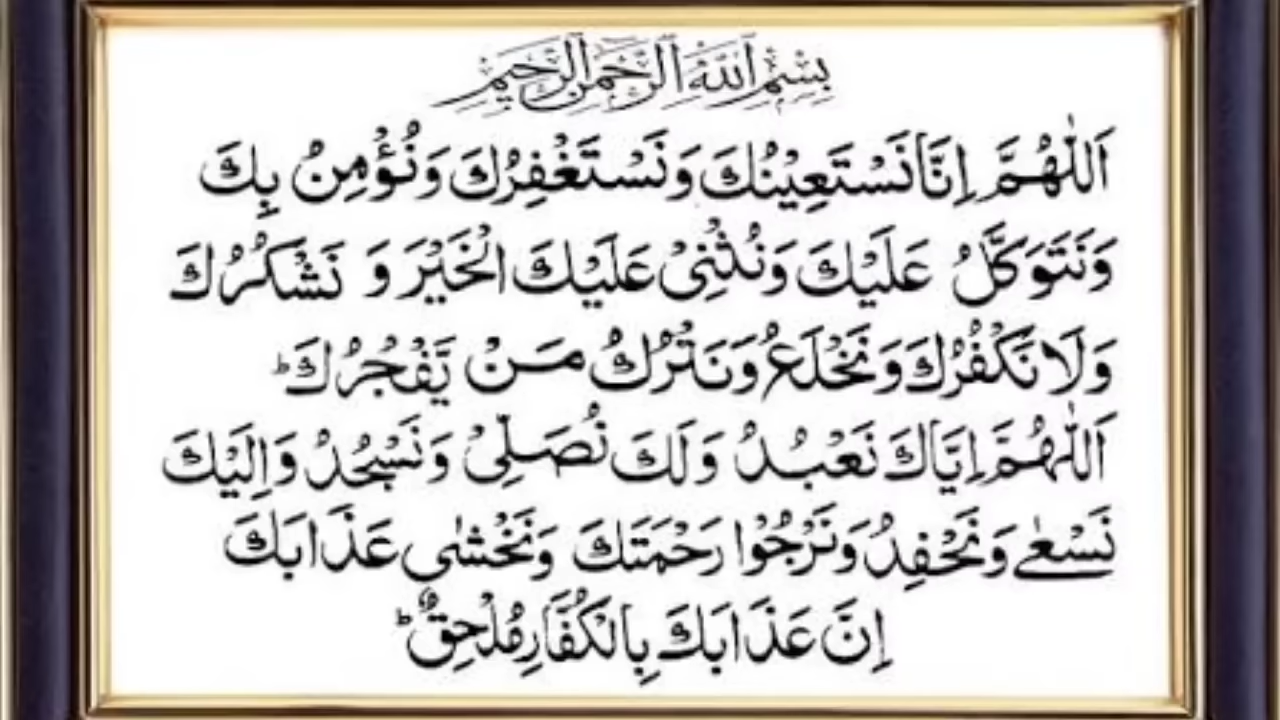 بِسْمِ اللّٰهِ الرَّحْمٰنِ الرَّحِيْمِ
اَللّٰهُمَّ اِنَّا نَسْتَعِيْنُكَ وَنَسْتَغْفِرُكَ وَنُؤْمِنُ بِكَ
وَنَتَوَكَّلُ عَلَيْكَ وَنُثْنِىْ عَلَيْكَ الْخَيْرَ وَ نَشْكُرُكَ
وَلَا نَكْفُرُكَ وَنَخْلَعُ وَنَتْرُكُ مَنْ يَّفْجُرُكَ ؕ
اَللّٰهُمَّ اِيَّاكَ نَعْبُدُ وَلَكَ نُصَلِّىْ وَنَسْجُدُ وَاِلَيْكَ
نَسْعٰى وَنَحْفِدُ وَنَرْجُوْا رَحْمَتَكَ وَنَخْشٰى عَذَابَكَ
اِنَّ عَذَابَكَ بِالْكُفَّارِ مُلْحِقٌ ؕ